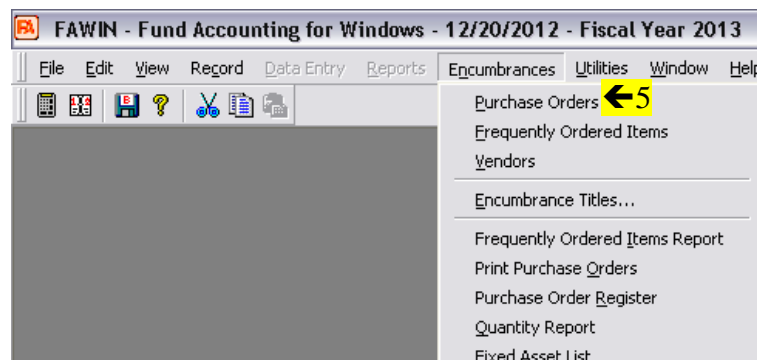 FAWIN - Fund Accounting for Windows - 12/20/2012 - Fiscal Year 2013
File Edit View Record Data Entry Reports Encumbrances Utilities Window Help
Purchase Orders ←5
Frequently Ordered Items
Vendors
Encumbrance Titles...
Frequently Ordered Items Report
Print Purchase Orders
Purchase Order Register
Quantity Report
Fixed Asset List